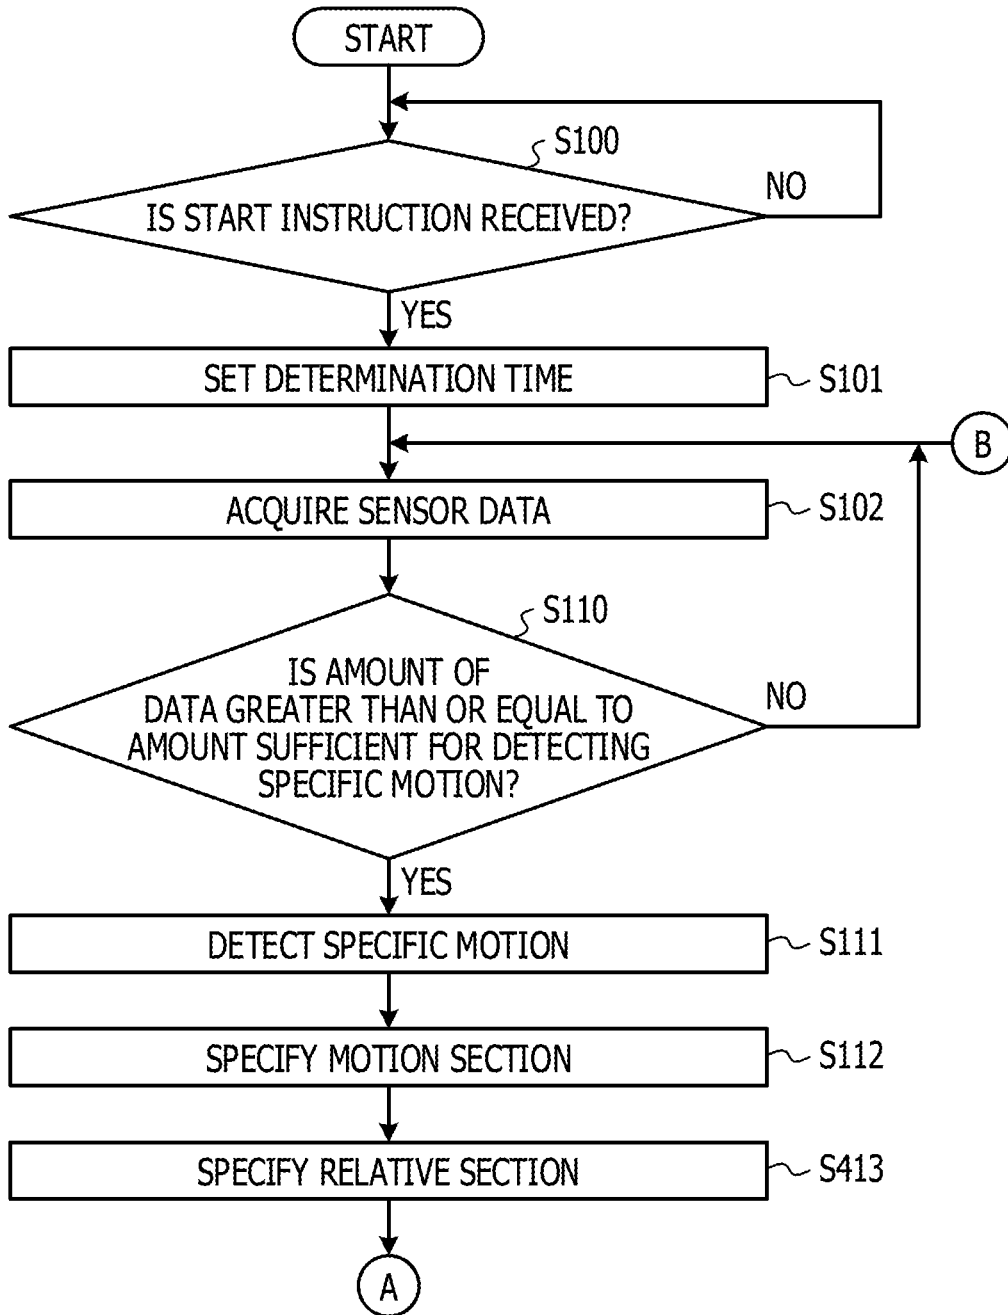 START
S100
IS START INSTRUCTION RECEIVED?
NO
YES
SET DETERMINATION TIME
S101
B
ACQUIRE SENSOR DATA
S102
S110
IS AMOUNT OF
DATA GREATER THAN OR EQUAL TO
AMOUNT SUFFICIENT FOR DETECTING
SPECIFIC MOTION?
NO
YES
DETECT SPECIFIC MOTION
S111
SPECIFY MOTION SECTION
S112
SPECIFY RELATIVE SECTION
S413
A